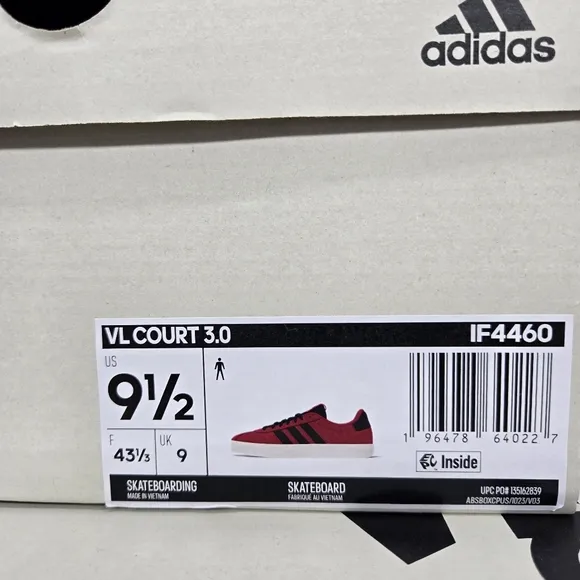 adidas
VL COURT 3.0 IF4460
US
9½
F 43⅓ UK 9
1 96478 64022 7
Inside
SKATEBOARDING
MADE IN VIETNAM
SKATEBOARD
FABRIQUÉ AU VIETNAM
UPC PO# 135162839
ABSBOXCPUS/1023/V03